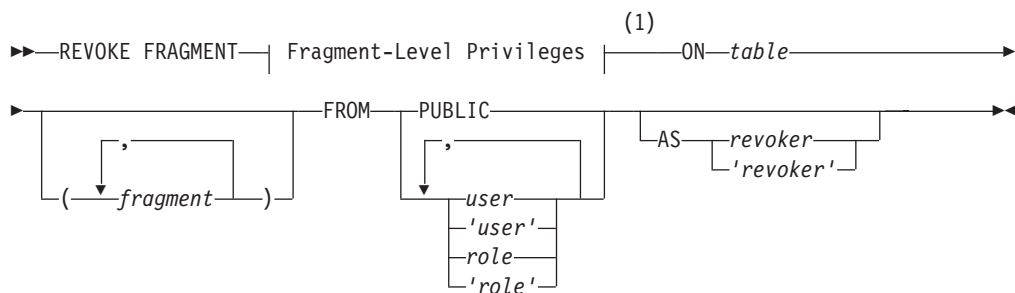 (1)
REVOKE FRAGMENT Fragment-Level Privileges ON table
FROM PUBLIC
, , AS revoker
'revoker'
( fragment ) user
'user'
role
'role'